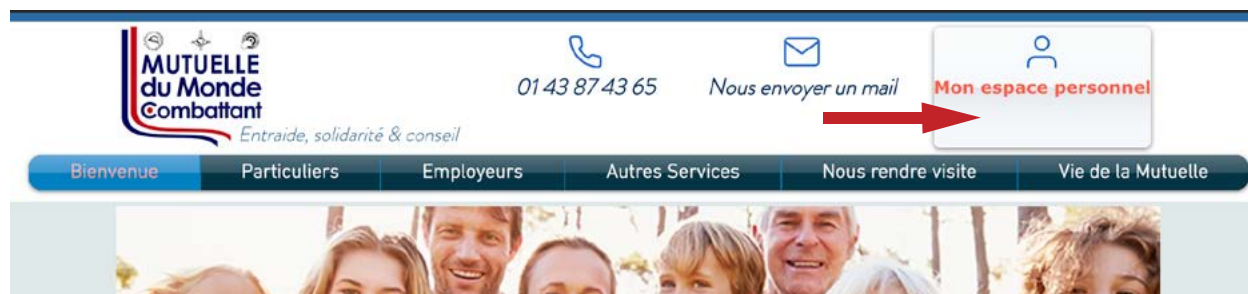 MUTUELLE
du Monde
Combattant
Entraide, solidarité & conseil
01 43 87 43 65
Nous envoyer un mail
Mon espace personnel
Bienvenue
Particuliers
Employeurs
Autres Services
Nous rendre visite
Vie de la Mutuelle